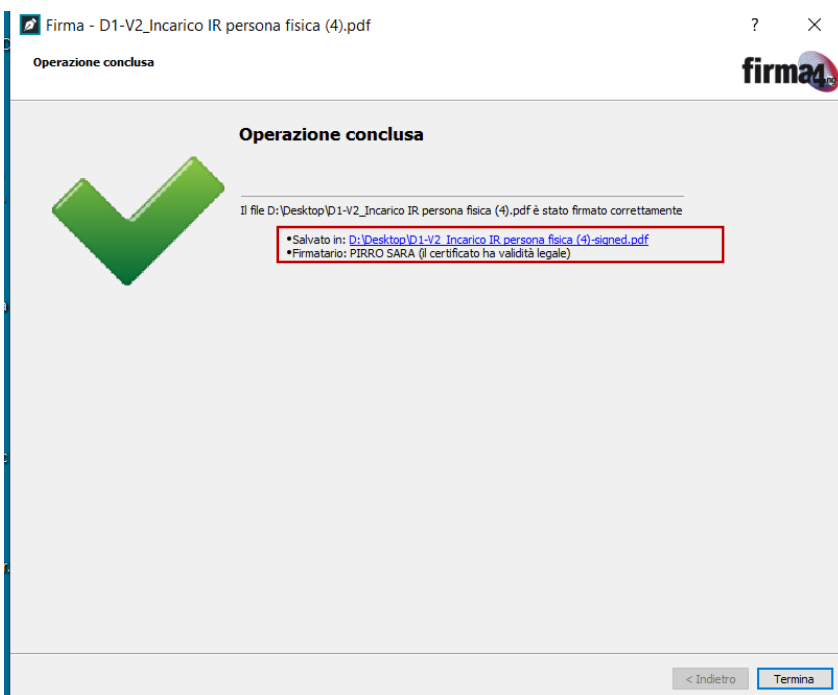 Firma - D1-V2_Incarico IR persona fisica (4).pdf
?
Operazione conclusa
firma4.ng
Operazione conclusa
Il file D:\Desktop\D1-V2_Incarico IR persona fisica (4).pdf è stato firmato correttamente
•Salvato in: D:\Desktop\D1-V2_Incarico IR persona fisica (4)-signed.pdf
•Firmatario: PIRRO SARA (il certificato ha validità legale)
< Indietro
Termina